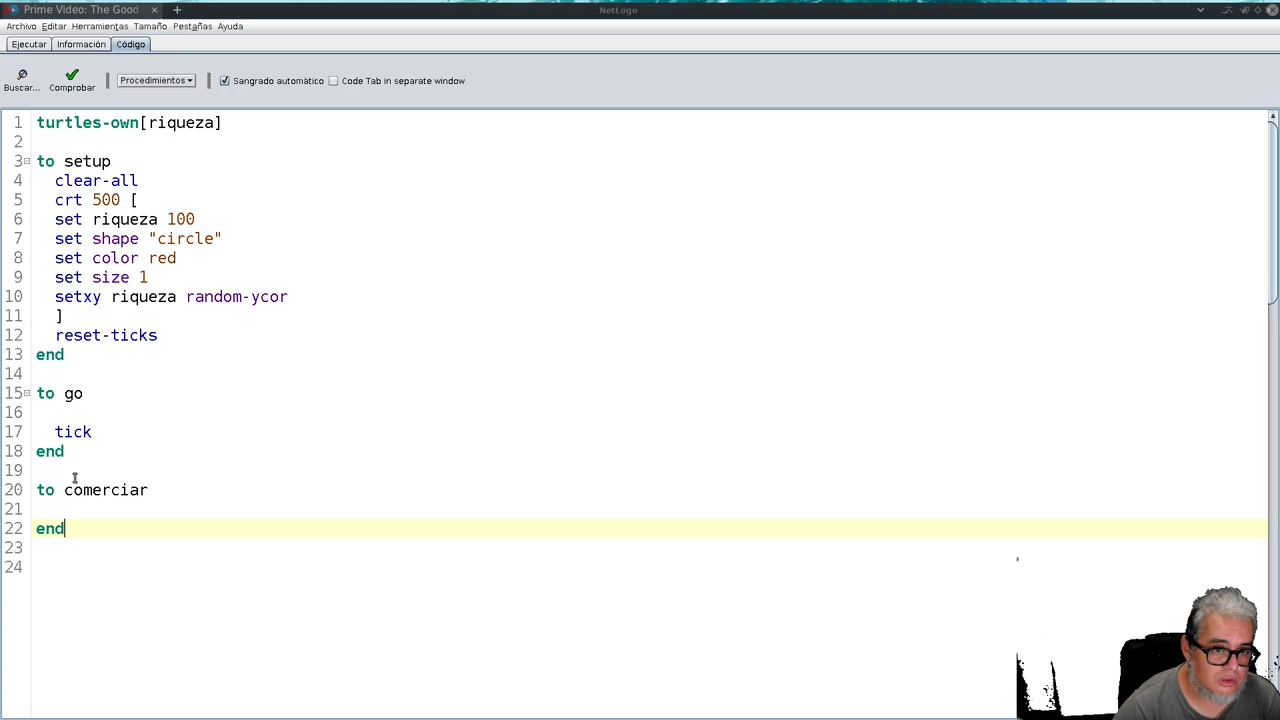 Prime Video: The Good
NetLogo
Archivo Editar Herramientas Tamaño Pestañas Ayuda
Ejecutar Información Código
Buscar... Comprobar Procedimientos Sangrado automático Code Tab in separate window
1 turtles-own[riqueza]
2
3 to setup
4 clear-all
5 crt 500 [
6 set riqueza 100
7 set shape "circle"
8 set color red
9 set size 1
10 setxy riqueza random-ycor
11 ]
12 reset-ticks
13 end
14
15 to go
16
17 tick
18 end
19
20 to comerciar
21
22 end
23
24